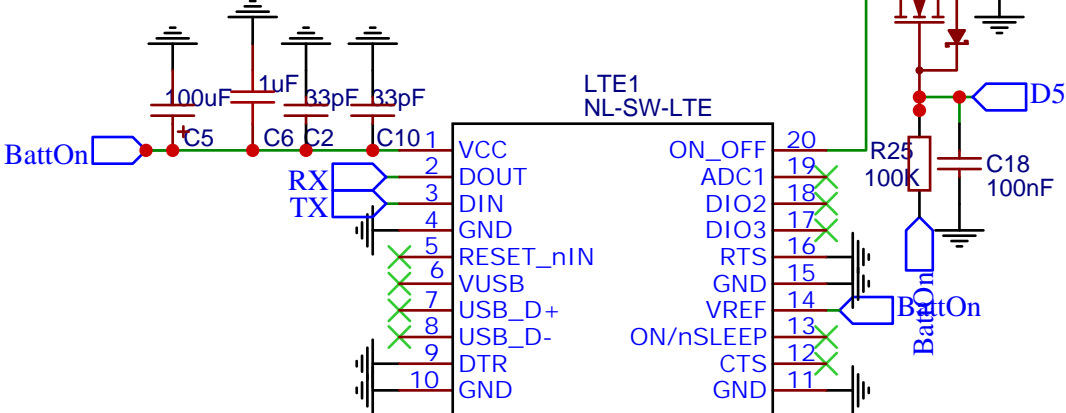 100uF
1uF
33pF
33pF
C5
C6
C2
C10
BattOn
RX
TX
LTE1
NL-SW-LTE
1 VCC
2 DOUT
3 DIN
4 GND
5 RESET_nIN
6 VUSB
7 USB_D+
8 USB_D-
9 DTR
10 GND
ON_OFF 20
ADC1 19
DIO2 18
DIO3 17
RTS 16
GND 15
VREF 14
ON/nSLEEP 13
CTS 12
GND 11
D5
R25
100K
C18
100nF
BattOn
BattOn